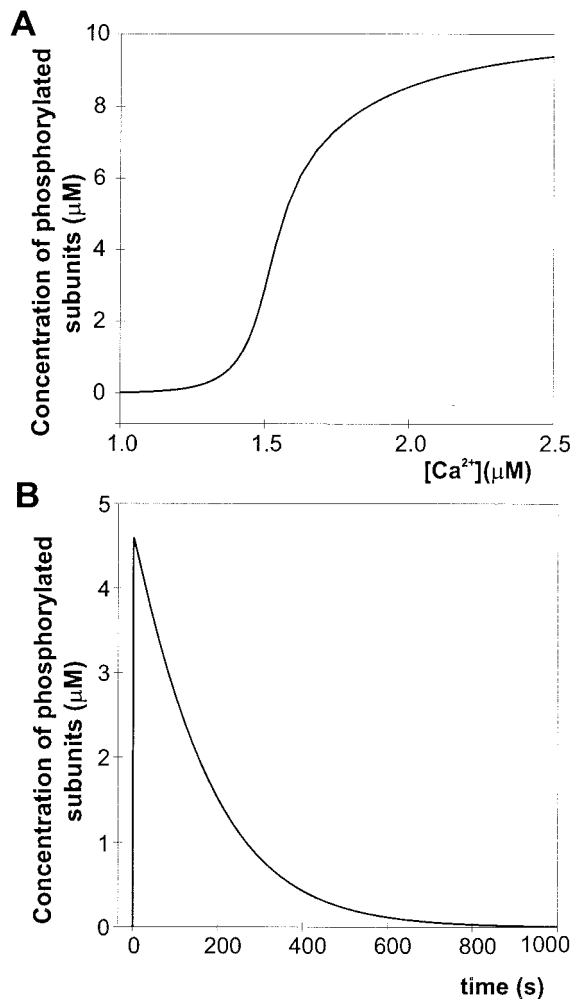 A
Concentration of phosphorylated
subunits (μM)
10
8
6
4
2
0
1.0
1.5
2.0
2.5
[Ca²⁺](μM)
B
Concentration of phosphorylated
subunits (μM)
5
4
3
2
1
0
0
200
400
600
800
1000
time (s)